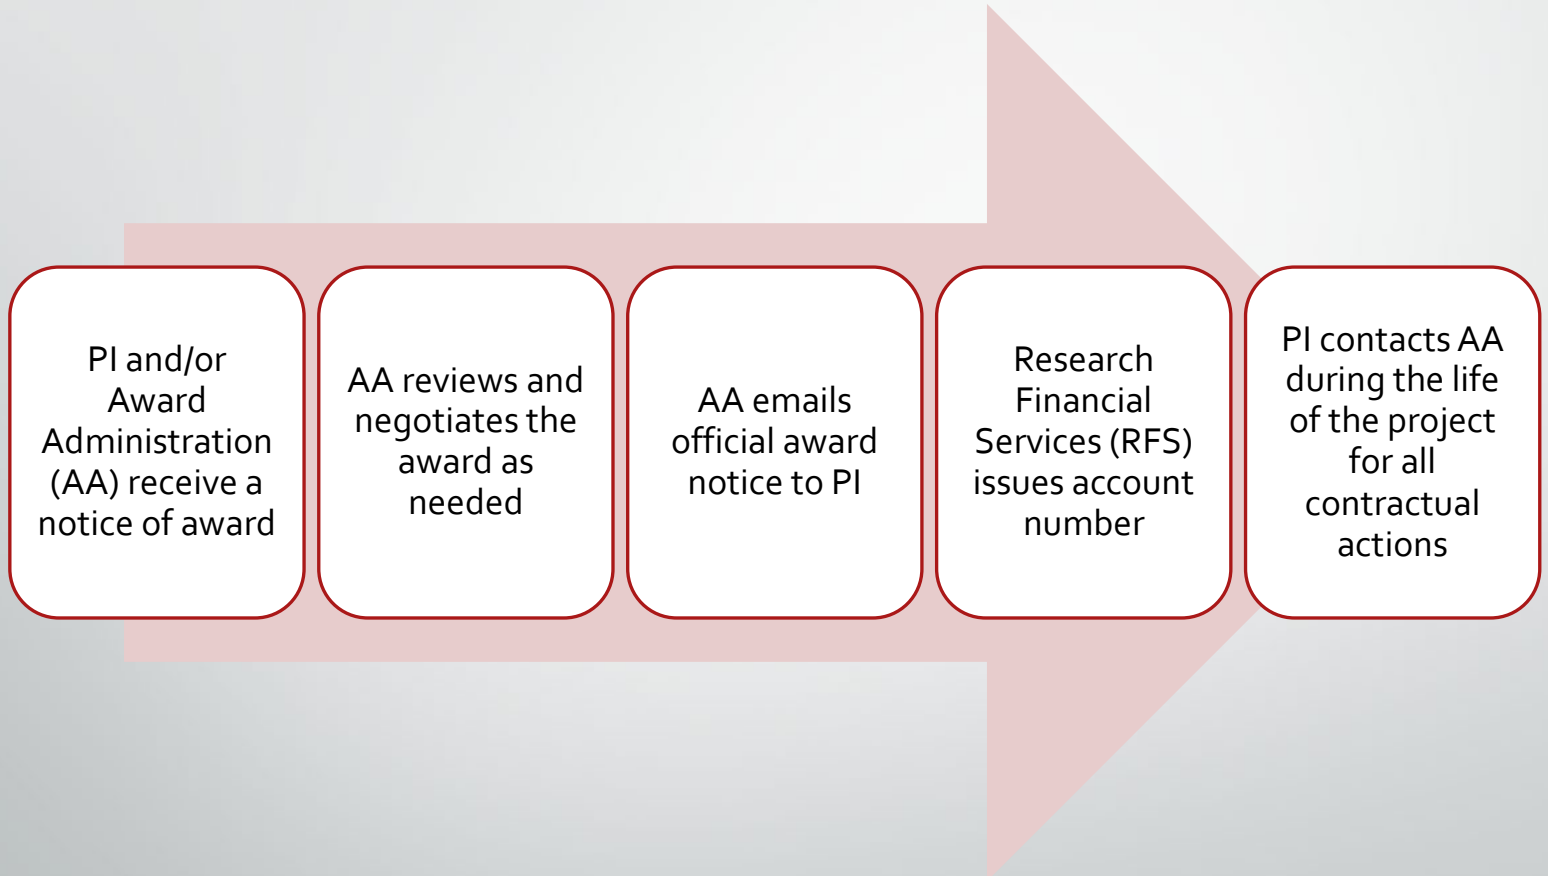 PI and/or
Award
Administration
(AA) receive a
notice of award
AA reviews and
negotiates the
award as
needed
AA emails
official award
notice to PI
Research
Financial
Services (RFS)
issues account
number
PI contacts AA
during the life
of the project
for all
contractual
actions